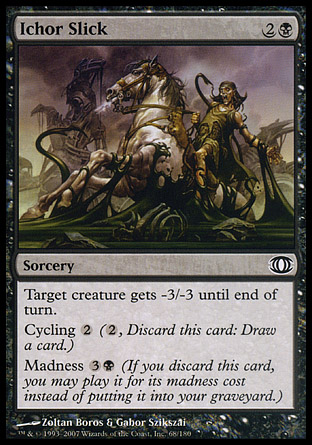 Ichor Slick 2
Sorcery
Target creature gets -3/-3 until end of
turn.
Cycling 2 (2, Discard this card: Draw
a card.)
Madness 3 (If you discard this card,
you may play it for its madness cost
instead of putting it into your graveyard.)
Zoltan Boros & Gabor Szikszai
™ & © 1993-2007 Wizards of the Coast, Inc. 68/180